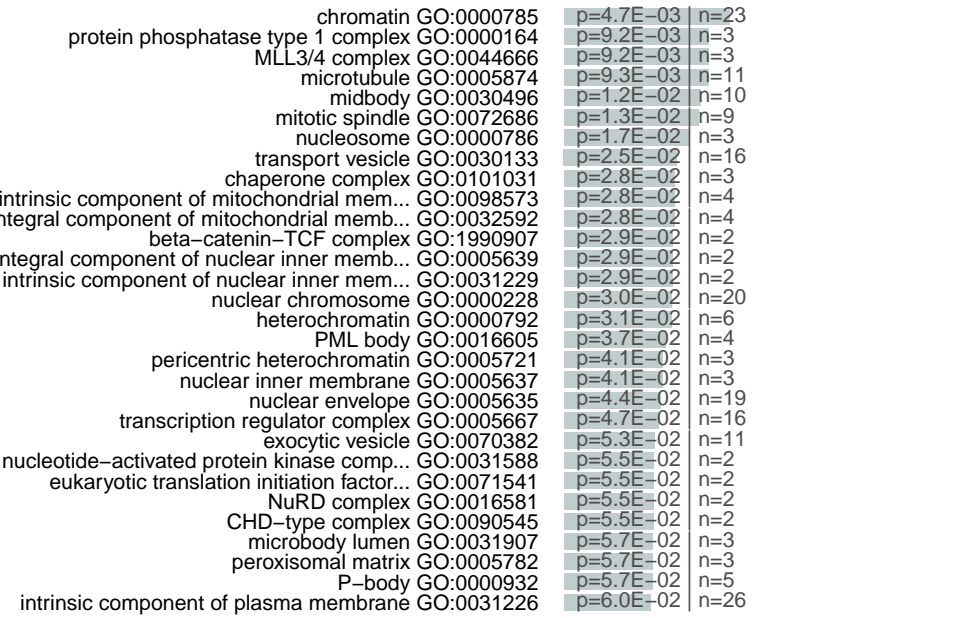 chromatin GO:0000785 p=4.7E−03 n=23
protein phosphatase type 1 complex GO:0000164 p=9.2E−03 n=3
MLL3/4 complex GO:0044666 p=9.2E−03 n=3
microtubule GO:0005874 p=9.3E−03 n=11
midbody GO:0030496 p=1.2E−02 n=10
mitotic spindle GO:0072686 p=1.3E−02 n=9
nucleosome GO:0000786 p=1.7E−02 n=3
transport vesicle GO:0030133 p=2.5E−02 n=16
chaperone complex GO:0101031 p=2.8E−02 n=3
intrinsic component of mitochondrial mem... GO:0098573 p=2.8E−02 n=4
ntegral component of mitochondrial memb... GO:0032592 p=2.8E−02 n=4
beta−catenin−TCF complex GO:1990907 p=2.9E−02 n=2
ntegral component of nuclear inner memb... GO:0005639 p=2.9E−02 n=2
intrinsic component of nuclear inner mem... GO:0031229 p=2.9E−02 n=2
nuclear chromosome GO:0000228 p=3.0E−02 n=20
heterochromatin GO:0000792 p=3.1E−02 n=6
PML body GO:0016605 p=3.7E−02 n=4
pericentric heterochromatin GO:0005721 p=4.1E−02 n=3
nuclear inner membrane GO:0005637 p=4.1E−02 n=3
nuclear envelope GO:0005635 p=4.4E−02 n=19
transcription regulator complex GO:0005667 p=4.7E−02 n=16
exocytic vesicle GO:0070382 p=5.3E−02 n=11
nucleotide−activated protein kinase comp... GO:0031588 p=5.5E−02 n=2
eukaryotic translation initiation factor... GO:0071541 p=5.5E−02 n=2
NuRD complex GO:0016581 p=5.5E−02 n=2
CHD−type complex GO:0090545 p=5.5E−02 n=2
microbody lumen GO:0031907 p=5.7E−02 n=3
peroxisomal matrix GO:0005782 p=5.7E−02 n=3
P−body GO:0000932 p=5.7E−02 n=5
intrinsic component of plasma membrane GO:0031226 p=6.0E−02 n=26